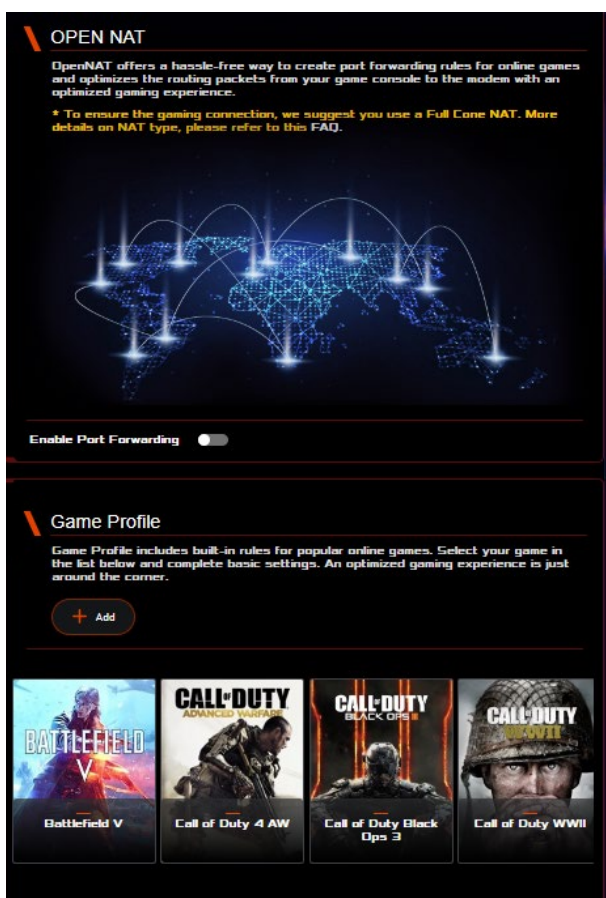 OPEN NAT
OpenNAT offers a hassle-free way to create port forwarding rules for online games
and optimizes the routing packets from your game console to the modem with an
optimized gaming experience.
* To ensure the gaming connection, we suggest you use a Full Cone NAT. More
details on NAT type, please refer to this FAQ.
Enable Port Forwarding
Game Profile
Game Profile includes built-in rules for popular online games. Select your game in
the list below and complete basic settings. An optimized gaming experience is just
around the corner.
+ Add
BATTLEFIELD
V
Battlefield V
CALL OF DUTY
ADVANCED WARFARE
Call of Duty 4 AW
CALL OF DUTY
BLACK OPS III
Call of Duty Black
Ops 3
CALL OF DUTY
WWII
Call of Duty WWII